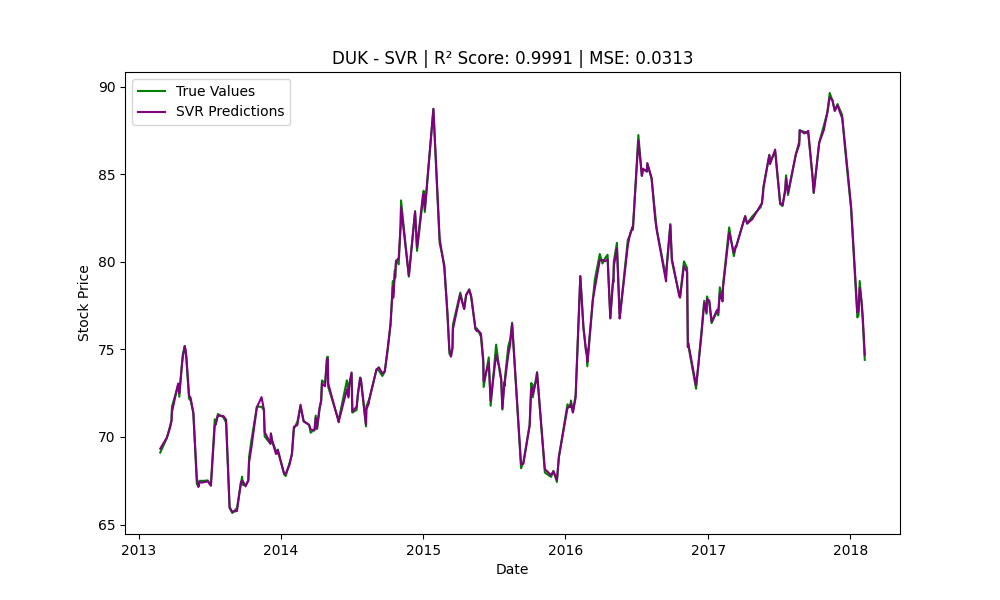 DUK - SVR | R² Score: 0.9991 | MSE: 0.0313
True Values
SVR Predictions
90
85
80
75
70
65
Stock Price
2013 2014 2015 2016 2017 2018
Date